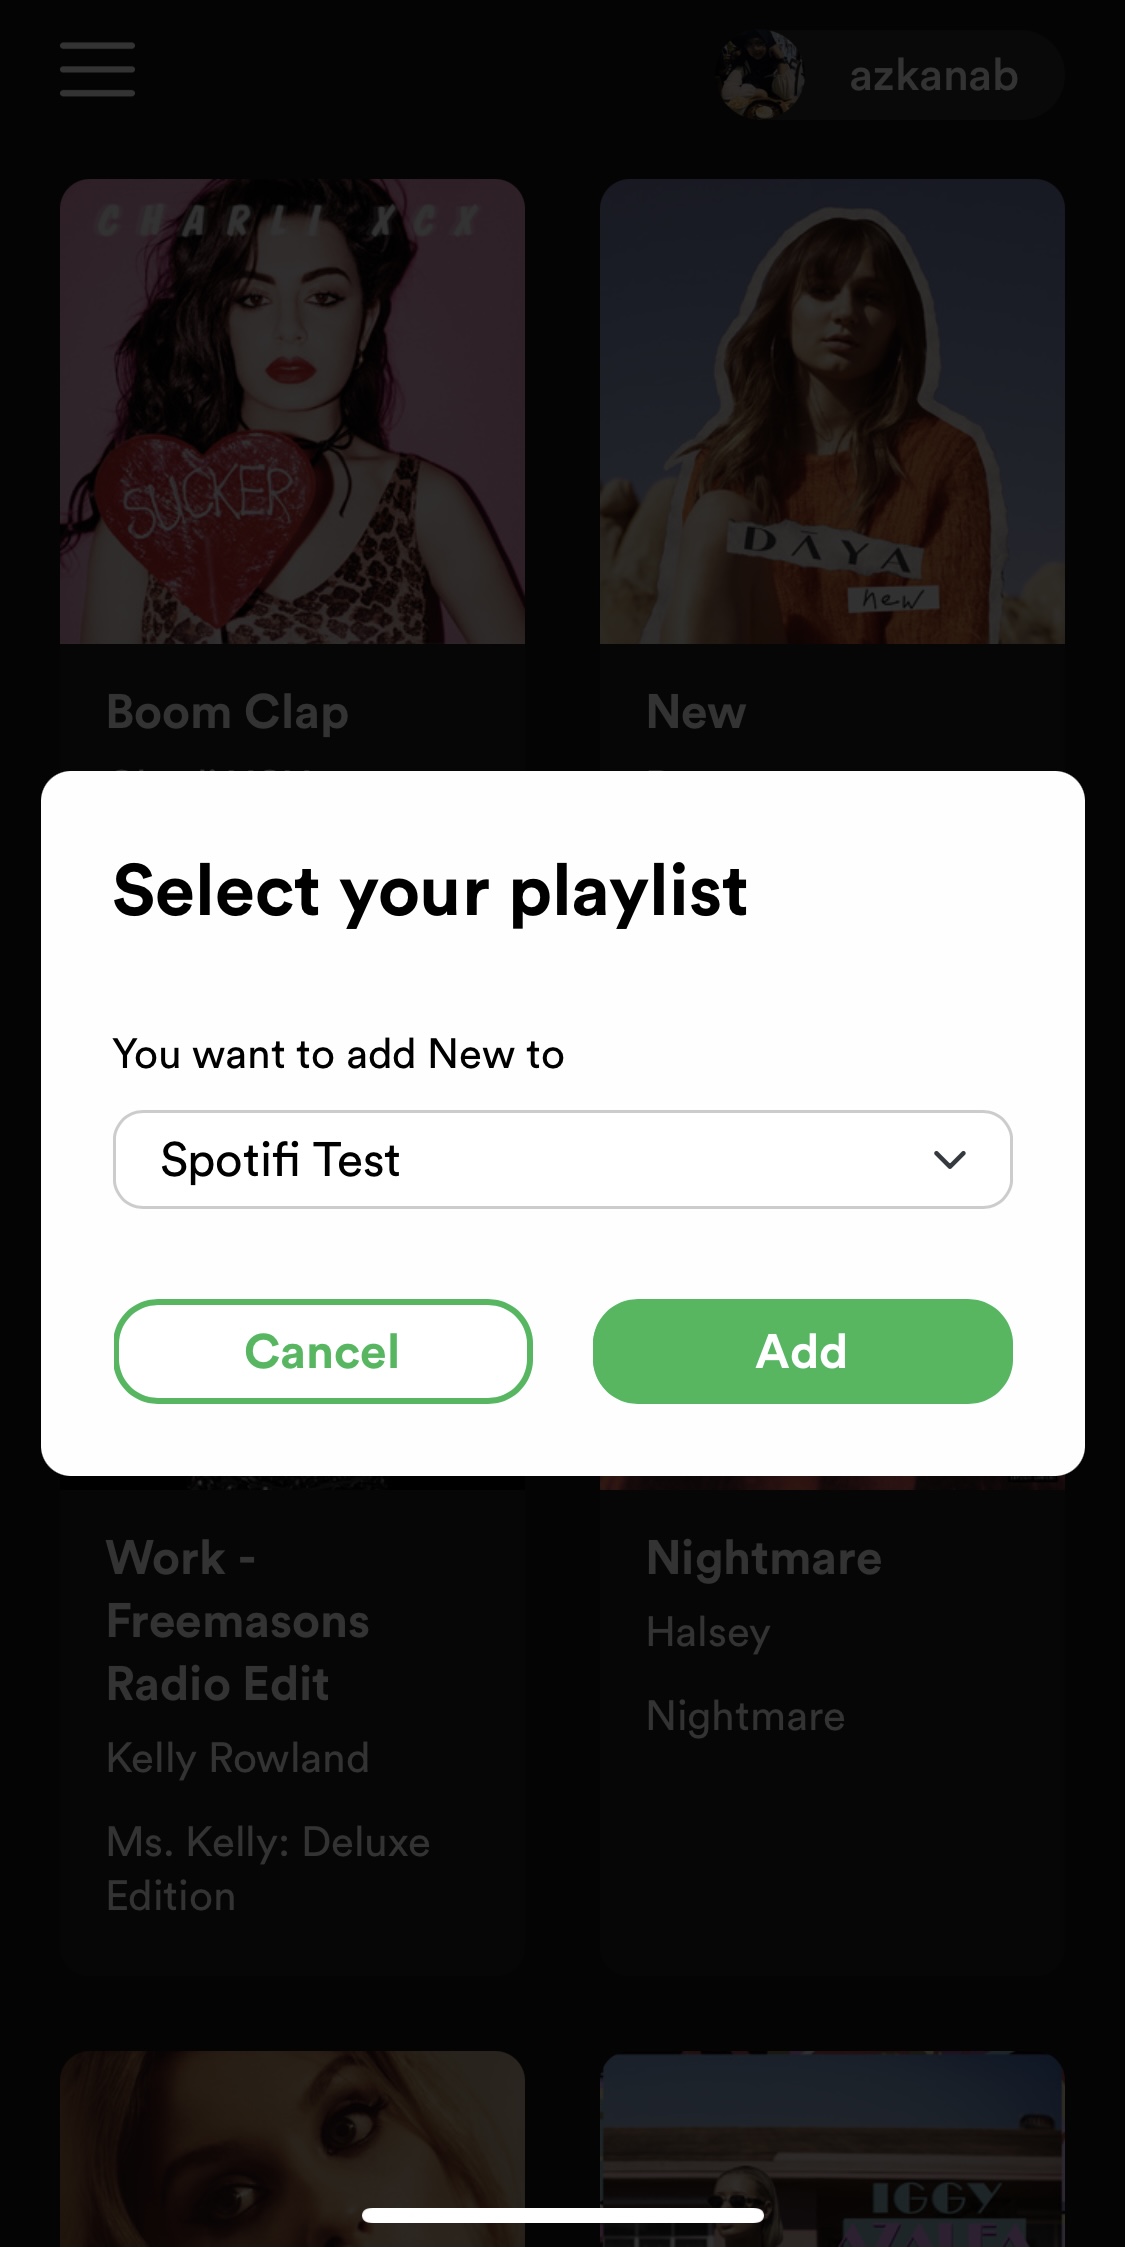 azkanab
CHARLI XCX
SUCKER
DĀYA
new
Boom Clap
New
Select your playlist
You want to add New to
Spotifi Test
Cancel
Add
Work -
Freemasons
Radio Edit
Kelly Rowland
Ms. Kelly: Deluxe
Edition
Nightmare
Halsey
Nightmare
IGGY
AZALEA